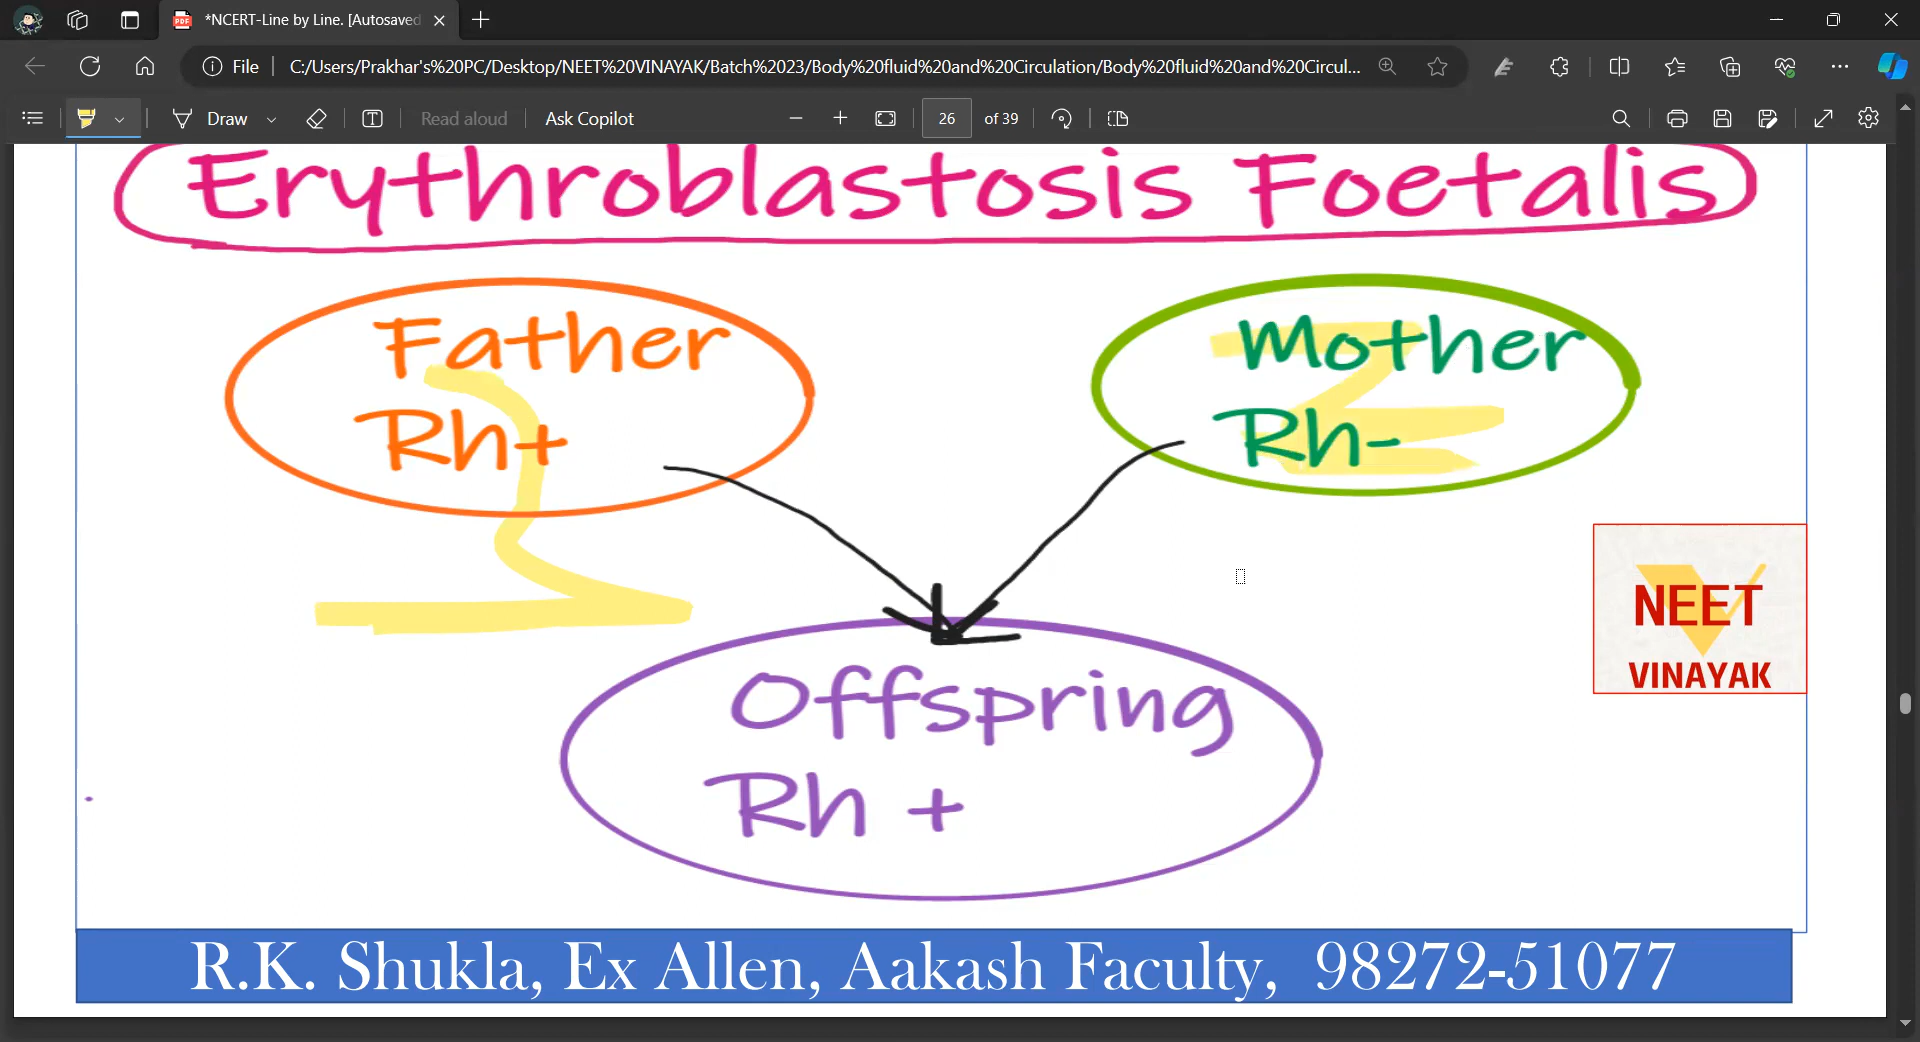 *NCERT-Line by Line. [Autosaved
File
C:/Users/Prakhar's%20PC/Desktop/NEET%20VINAYAK/Batch%2023/Body%20fluid%20and%20Circulation/Body%20fluid%20and%20Circul...
PDF
Draw
Read aloud
Ask Copilot
26
of 39
Erythroblastosis Foetalis
Father
Rh+
Mother
Rh-
NEET
VINAYAK
Offspring
Rh +
R.K. Shukla, Ex Allen, Aakash Faculty, 98272-51077